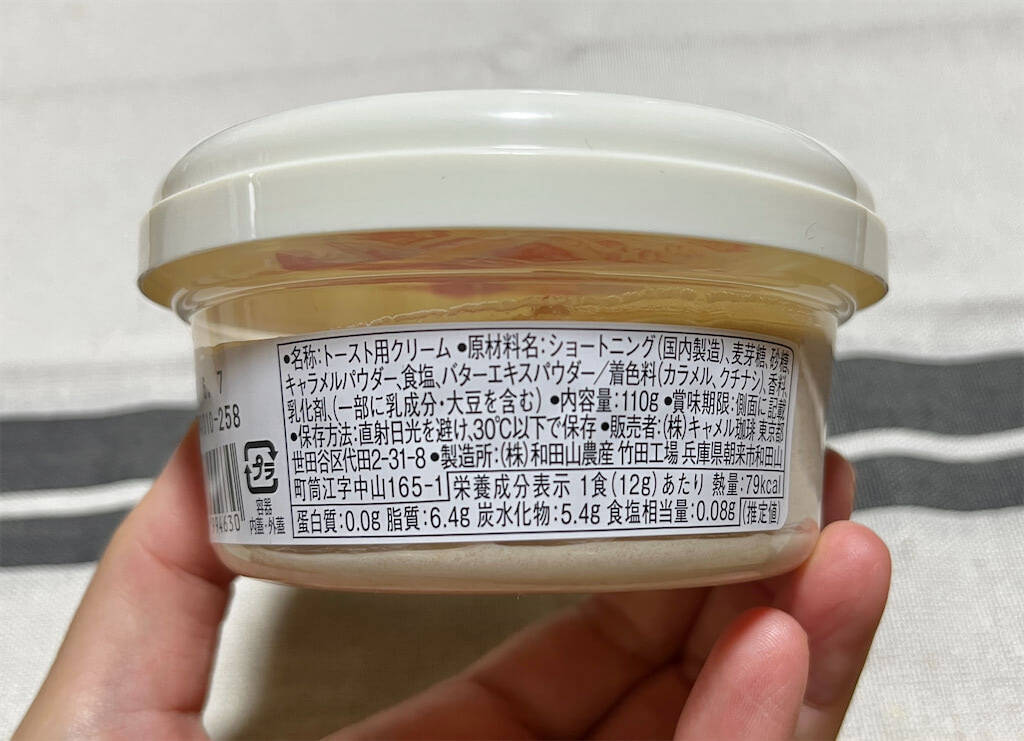 •名称:トースト用クリーム •原材料名:ショートニング(国内製造)、麦芽糖、砂糖、
キャラメルパウダー、食塩、バターエキスパウダー/着色料(カラメル、クチナシ)、香料、
乳化剤、(一部に乳成分・大豆を含む) •内容量:110g •賞味期限:側面に記載
•保存方法:直射日光を避け、30℃以下で保存 •販売者:(株)キャメル珈琲 東京都
世田谷区代田2-31-8 •製造所:(株)和田山農産 竹田工場 兵庫県朝来市和田山
町筒江字中山165-1
栄養成分表示 1食(12g)あたり 熱量:79kcal
蛋白質:0.0g 脂質:6.4g 炭水化物:5.4g 食塩相当量:0.08g (推定値)
7
10-258
プラ
容器
内蓋・外蓋
94630